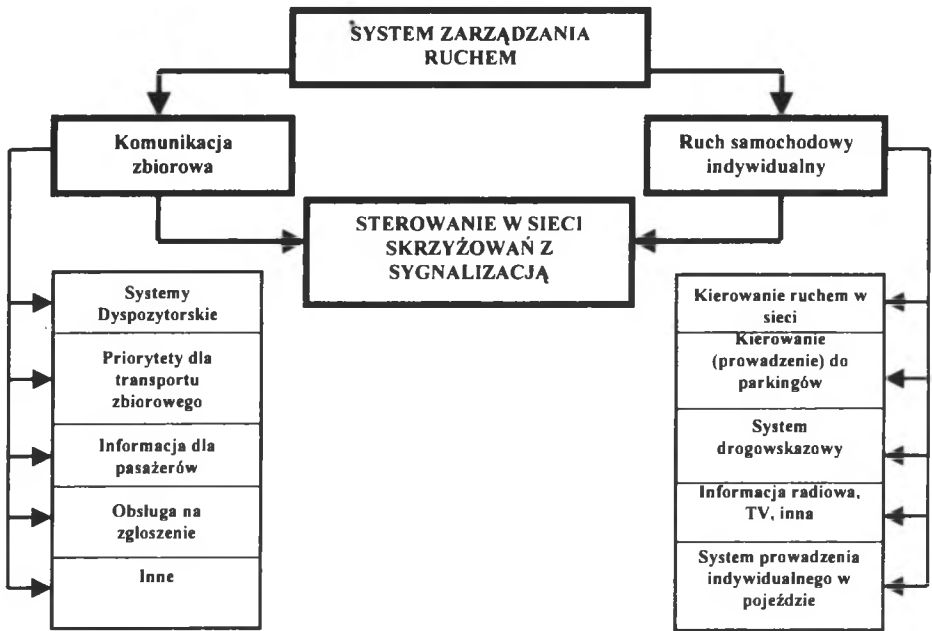 SYSTEM ZARZĄDZANIA
RUCHEM
Komunikacja
zbiorowa
Ruch samochodowy
indywidualny
STEROWANIE W SIECI
SKRZYŻOWAŃ Z
SYGNALIZACJĄ
Systemy
Dyspozytorskie
Priorytety dla
transportu
zbiorowego
Informacja dla
pasażerów
Obsługa na
zgłoszenie
Inne
Kierowanie ruchem w
sieci
Kierowanie
(prowadzenie) do
parkingów
System
drogowskazowy
Informacja radiowa,
TV, inna
System prowadzenia
indywidualnego w
pojeździe